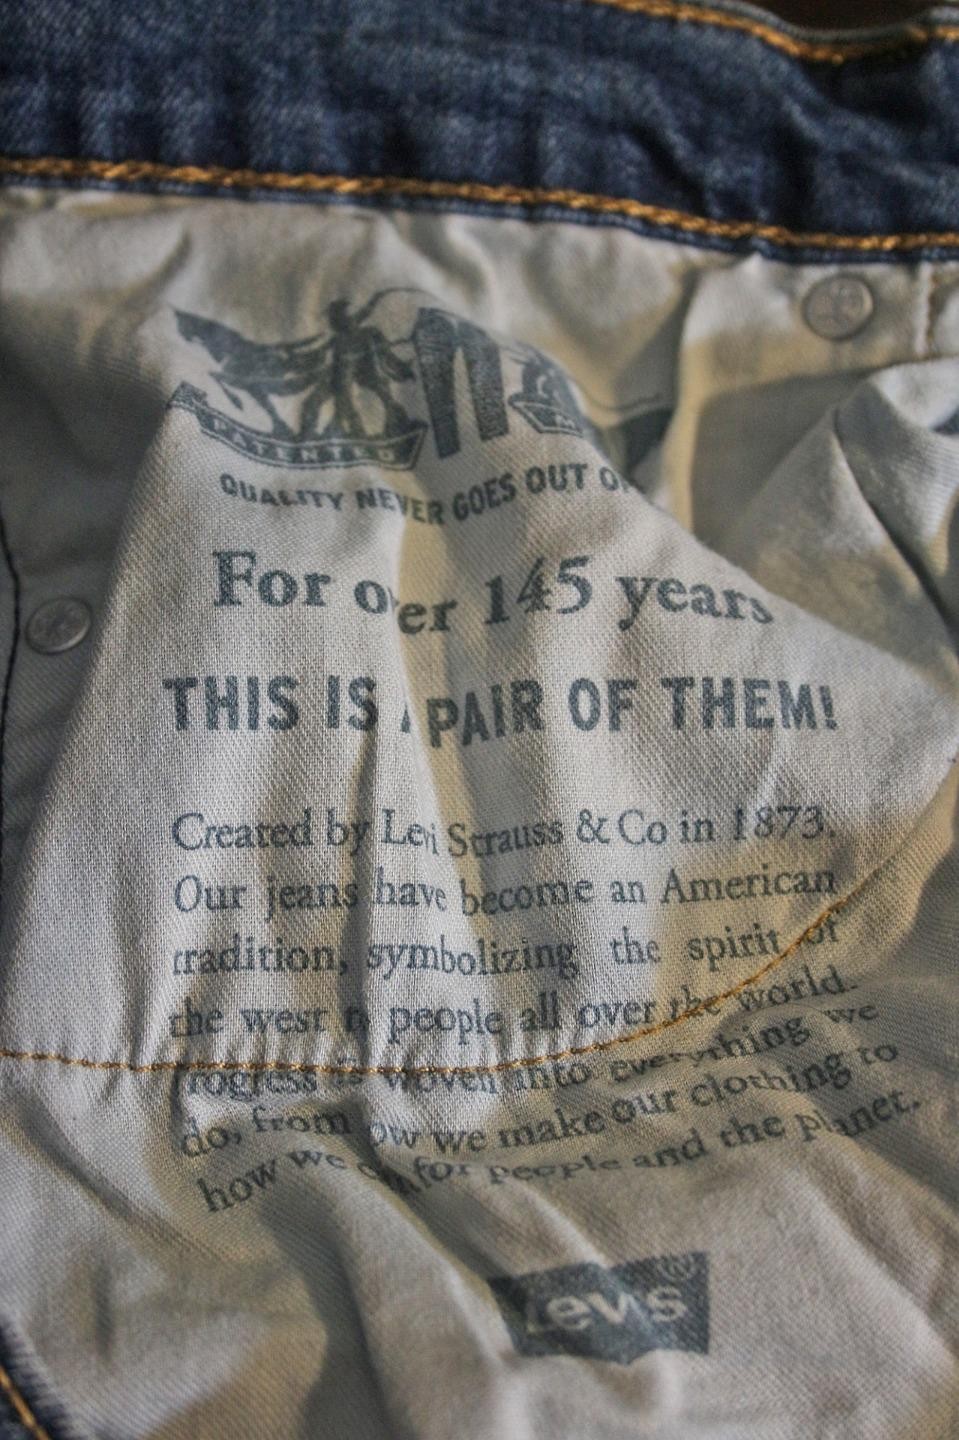 PATENTED
QUALITY NEVER GOES OUT O
For over 145 years
THIS IS A PAIR OF THEM!
Created by Levi Strauss & Co in 1873.
Our jeans have become an American
tradition, symbolizing the spirit of
the west to people all over the world.
rogress is woven into everything we
do, from ow we make our clothing to
how we for people and the planet.
Levi's®